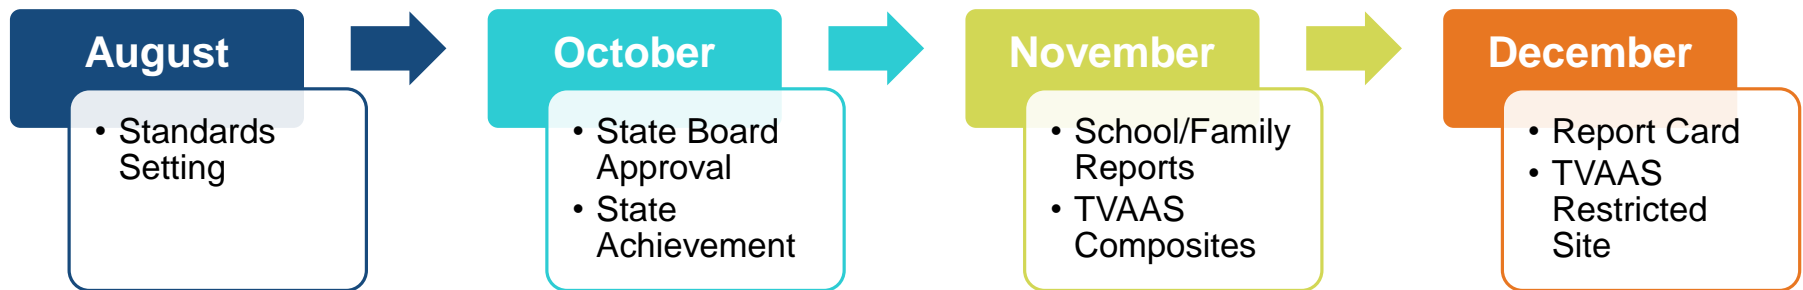 August
• Standards
Setting
October
• State Board
Approval
• State
Achievement
November
• School/Family
Reports
• TVAAS
Composites
December
• Report Card
• TVAAS
Restricted
Site